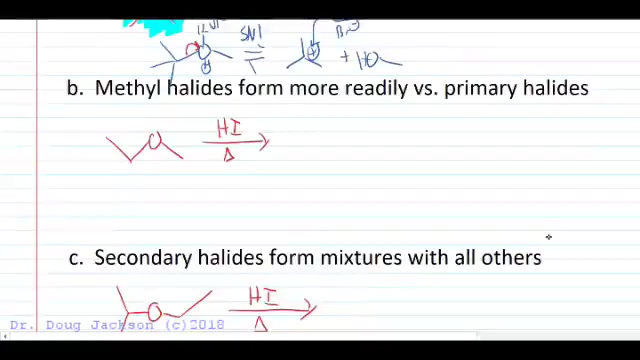 SN1
+ HO
b. Methyl halides form more readily vs. primary halides
O HI
Δ
c. Secondary halides form mixtures with all others
O HI
Δ
Dr. Doug Jackson (c)2018